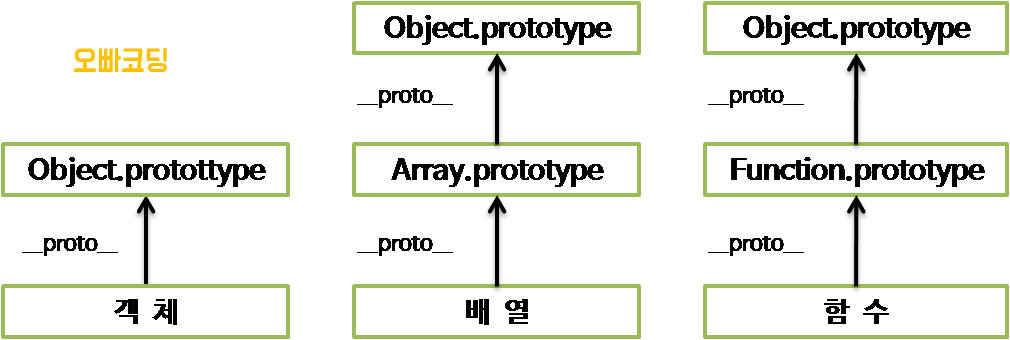 오빠코딩
Object.prototype
Object.prototype
__proto__
__proto__
Object.protottype
Array.prototype
Function.prototype
__proto__
__proto__
__proto__
객 체
배 열
함 수